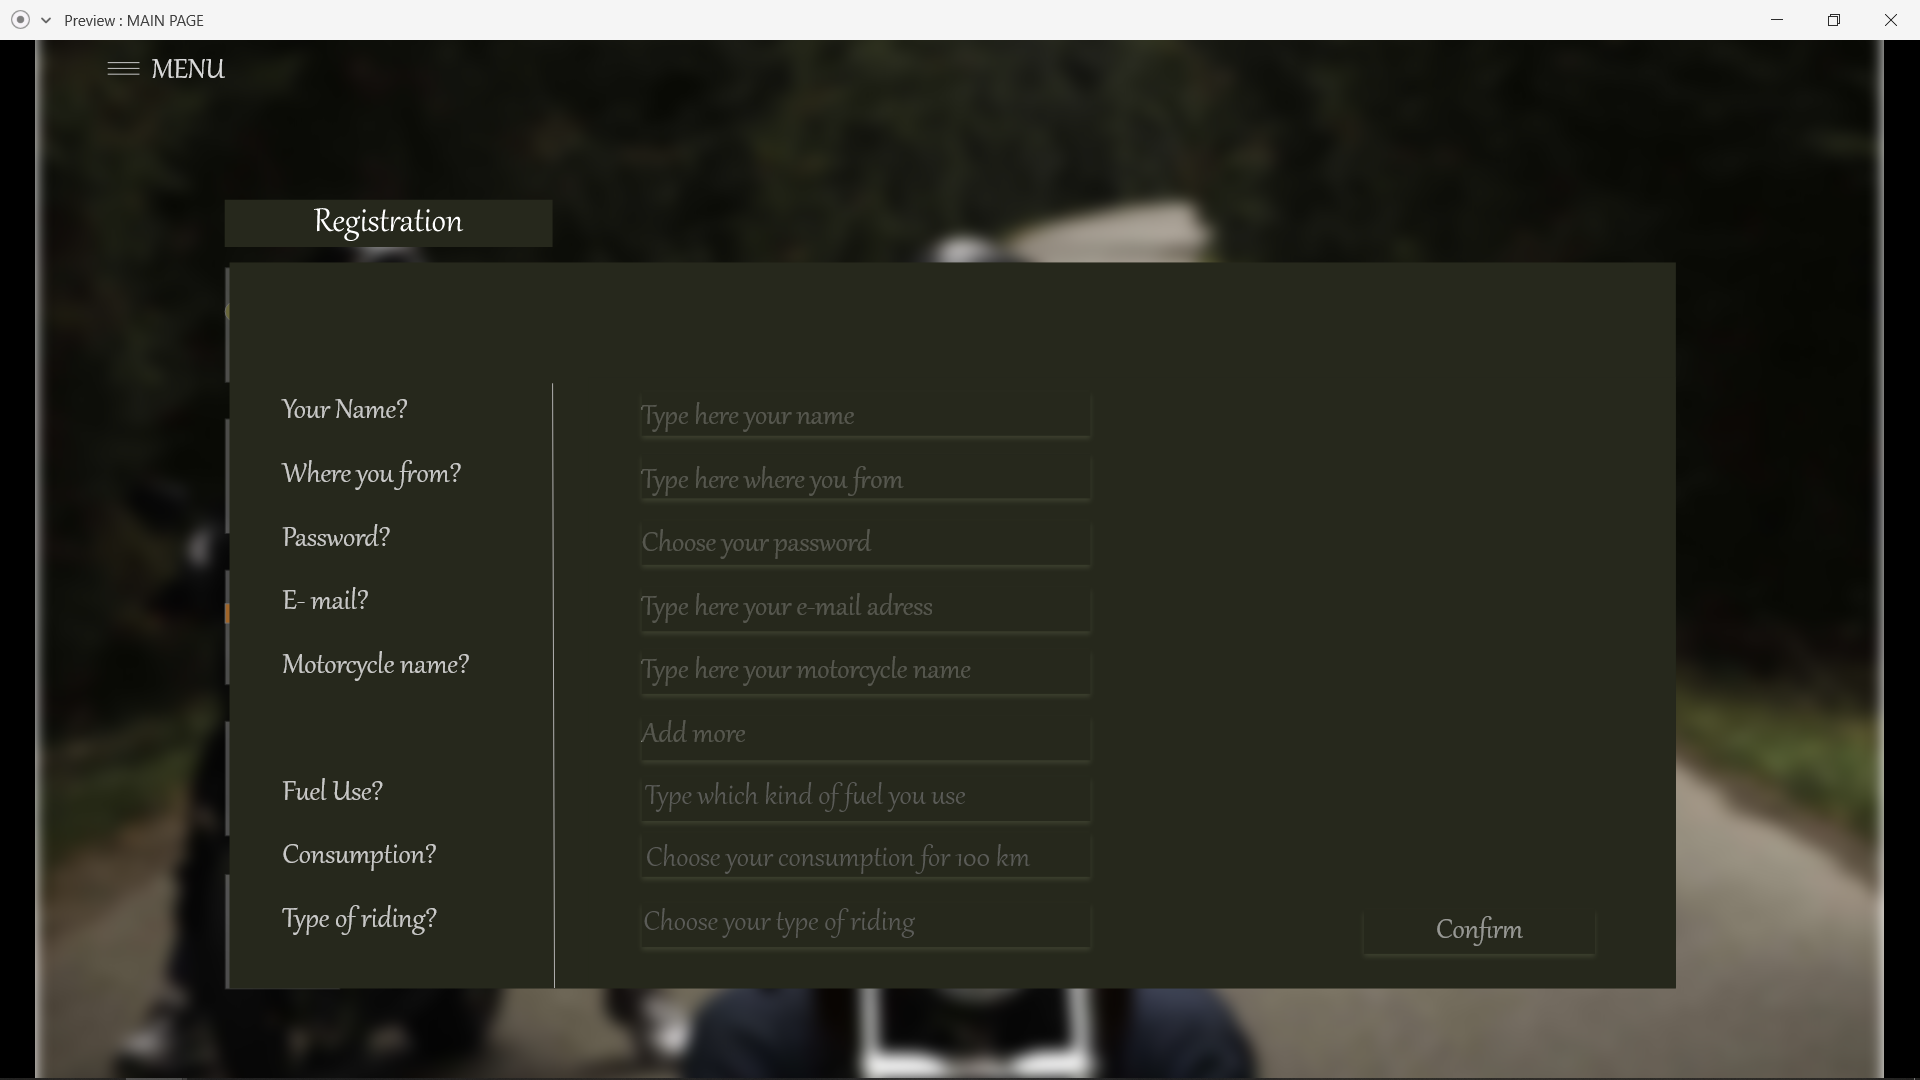 Preview : MAIN PAGE
MENU
Registration
Your Name?
Type here your name
Where you from?
Type here where you from
Password?
Choose your password
E- mail?
Type here your e-mail adress
Motorcycle name?
Type here your motorcycle name
Add more
Fuel Use?
Type which kind of fuel you use
Consumption?
Choose your consumption for 100 km
Type of riding?
Choose your type of riding
Confirm